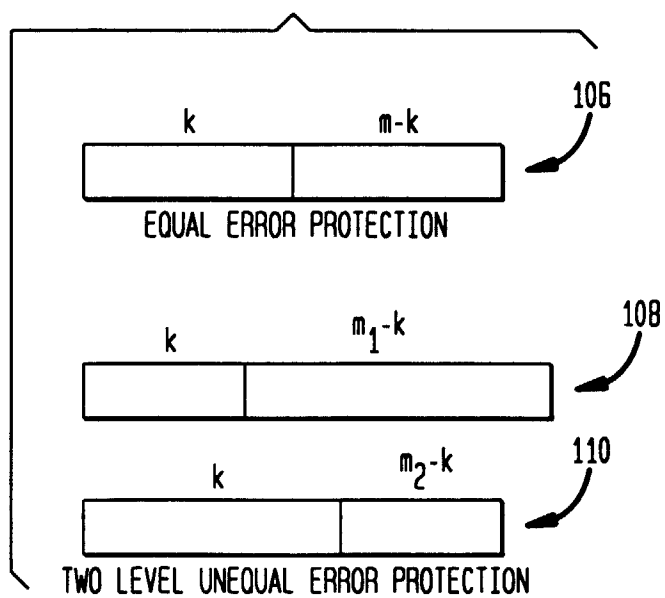 106
k m-k
EQUAL ERROR PROTECTION
108
k m₁-k
110
k m₂-k
TWO LEVEL UNEQUAL ERROR PROTECTION